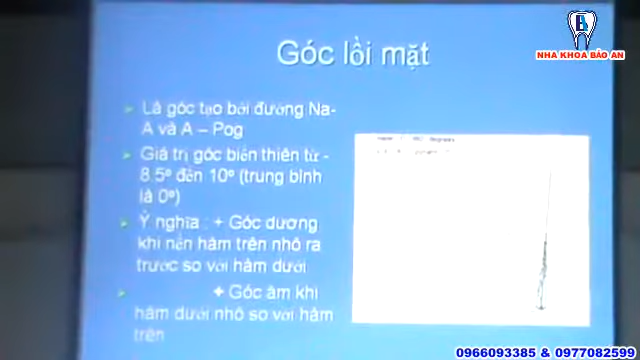 NHA KHOA BẢO AN
Góc lồi mặt
Là góc tạo bởi đường Na-
A và A – Pog
Giá trị góc biến thiên từ -
8.5º đến 10º (trung bình
là 0º)
Ý nghĩa : + Góc dương
khi nền hàm trên nhô ra
trước so với hàm dưới
+ Góc âm khi
hàm dưới nhô so với hàm
trên
0966093385 & 0977082599